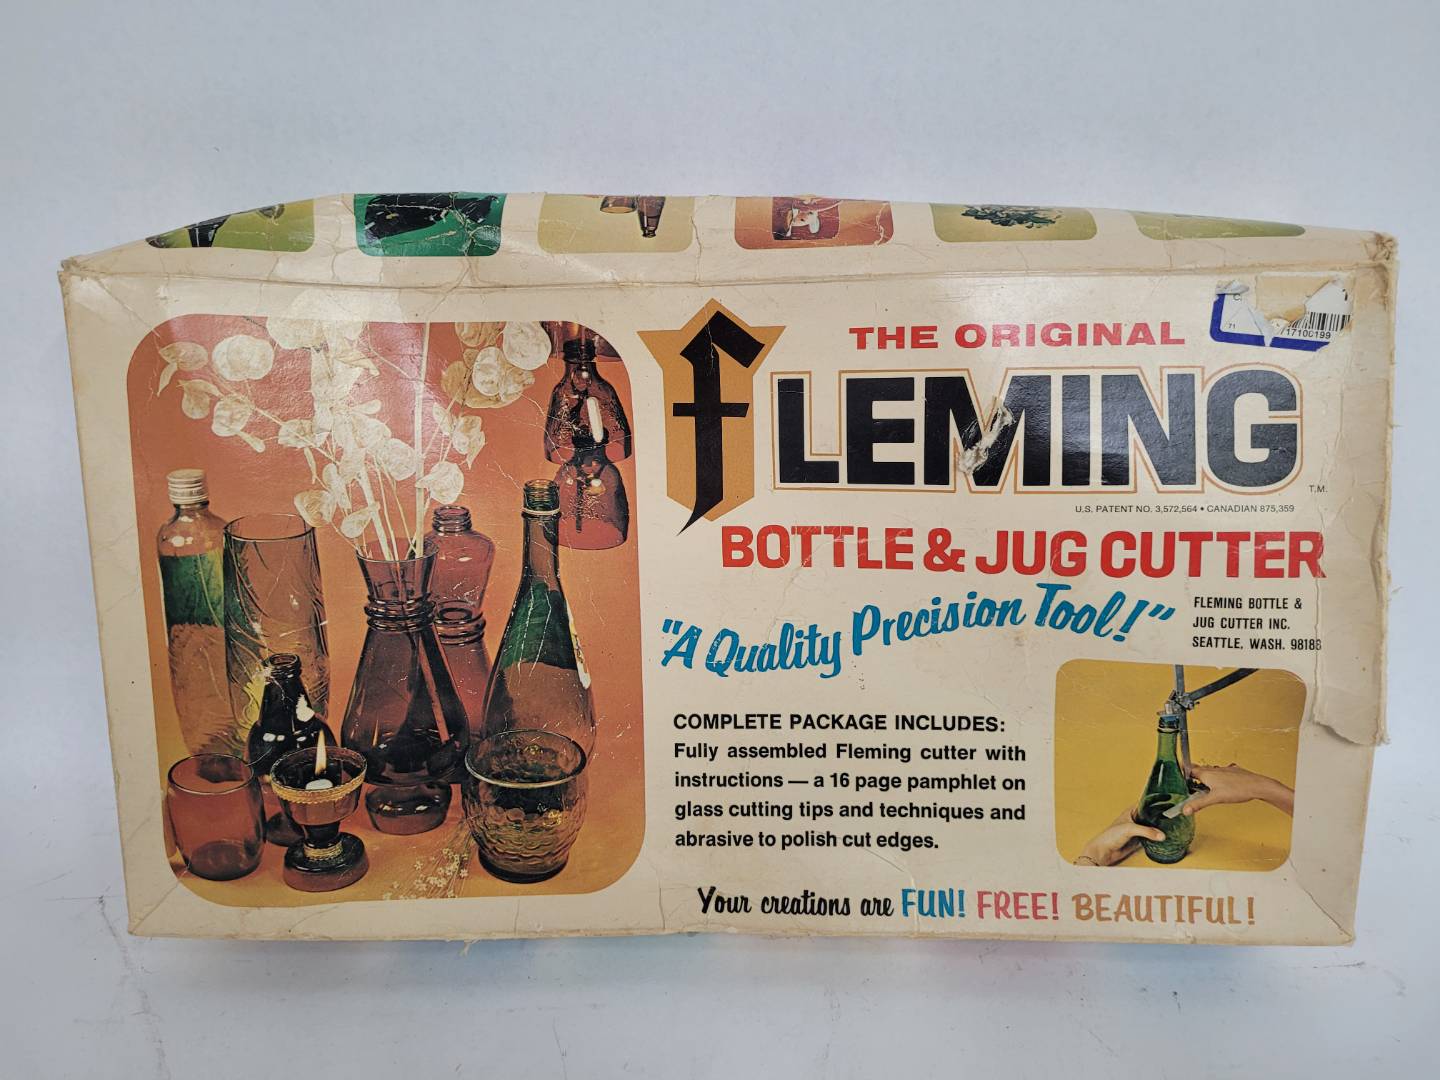 THE ORIGINAL
FLEMING
T.M.
U.S. PATENT NO. 3,572,564 • CANADIAN 875,359
BOTTLE & JUG CUTTER
"A Quality Precision Tool!"
FLEMING BOTTLE &
JUG CUTTER INC.
SEATTLE, WASH. 98188
COMPLETE PACKAGE INCLUDES:
Fully assembled Fleming cutter with
instructions — a 16 page pamphlet on
glass cutting tips and techniques and
abrasive to polish cut edges.
Your creations are FUN! FREE! BEAUTIFUL!